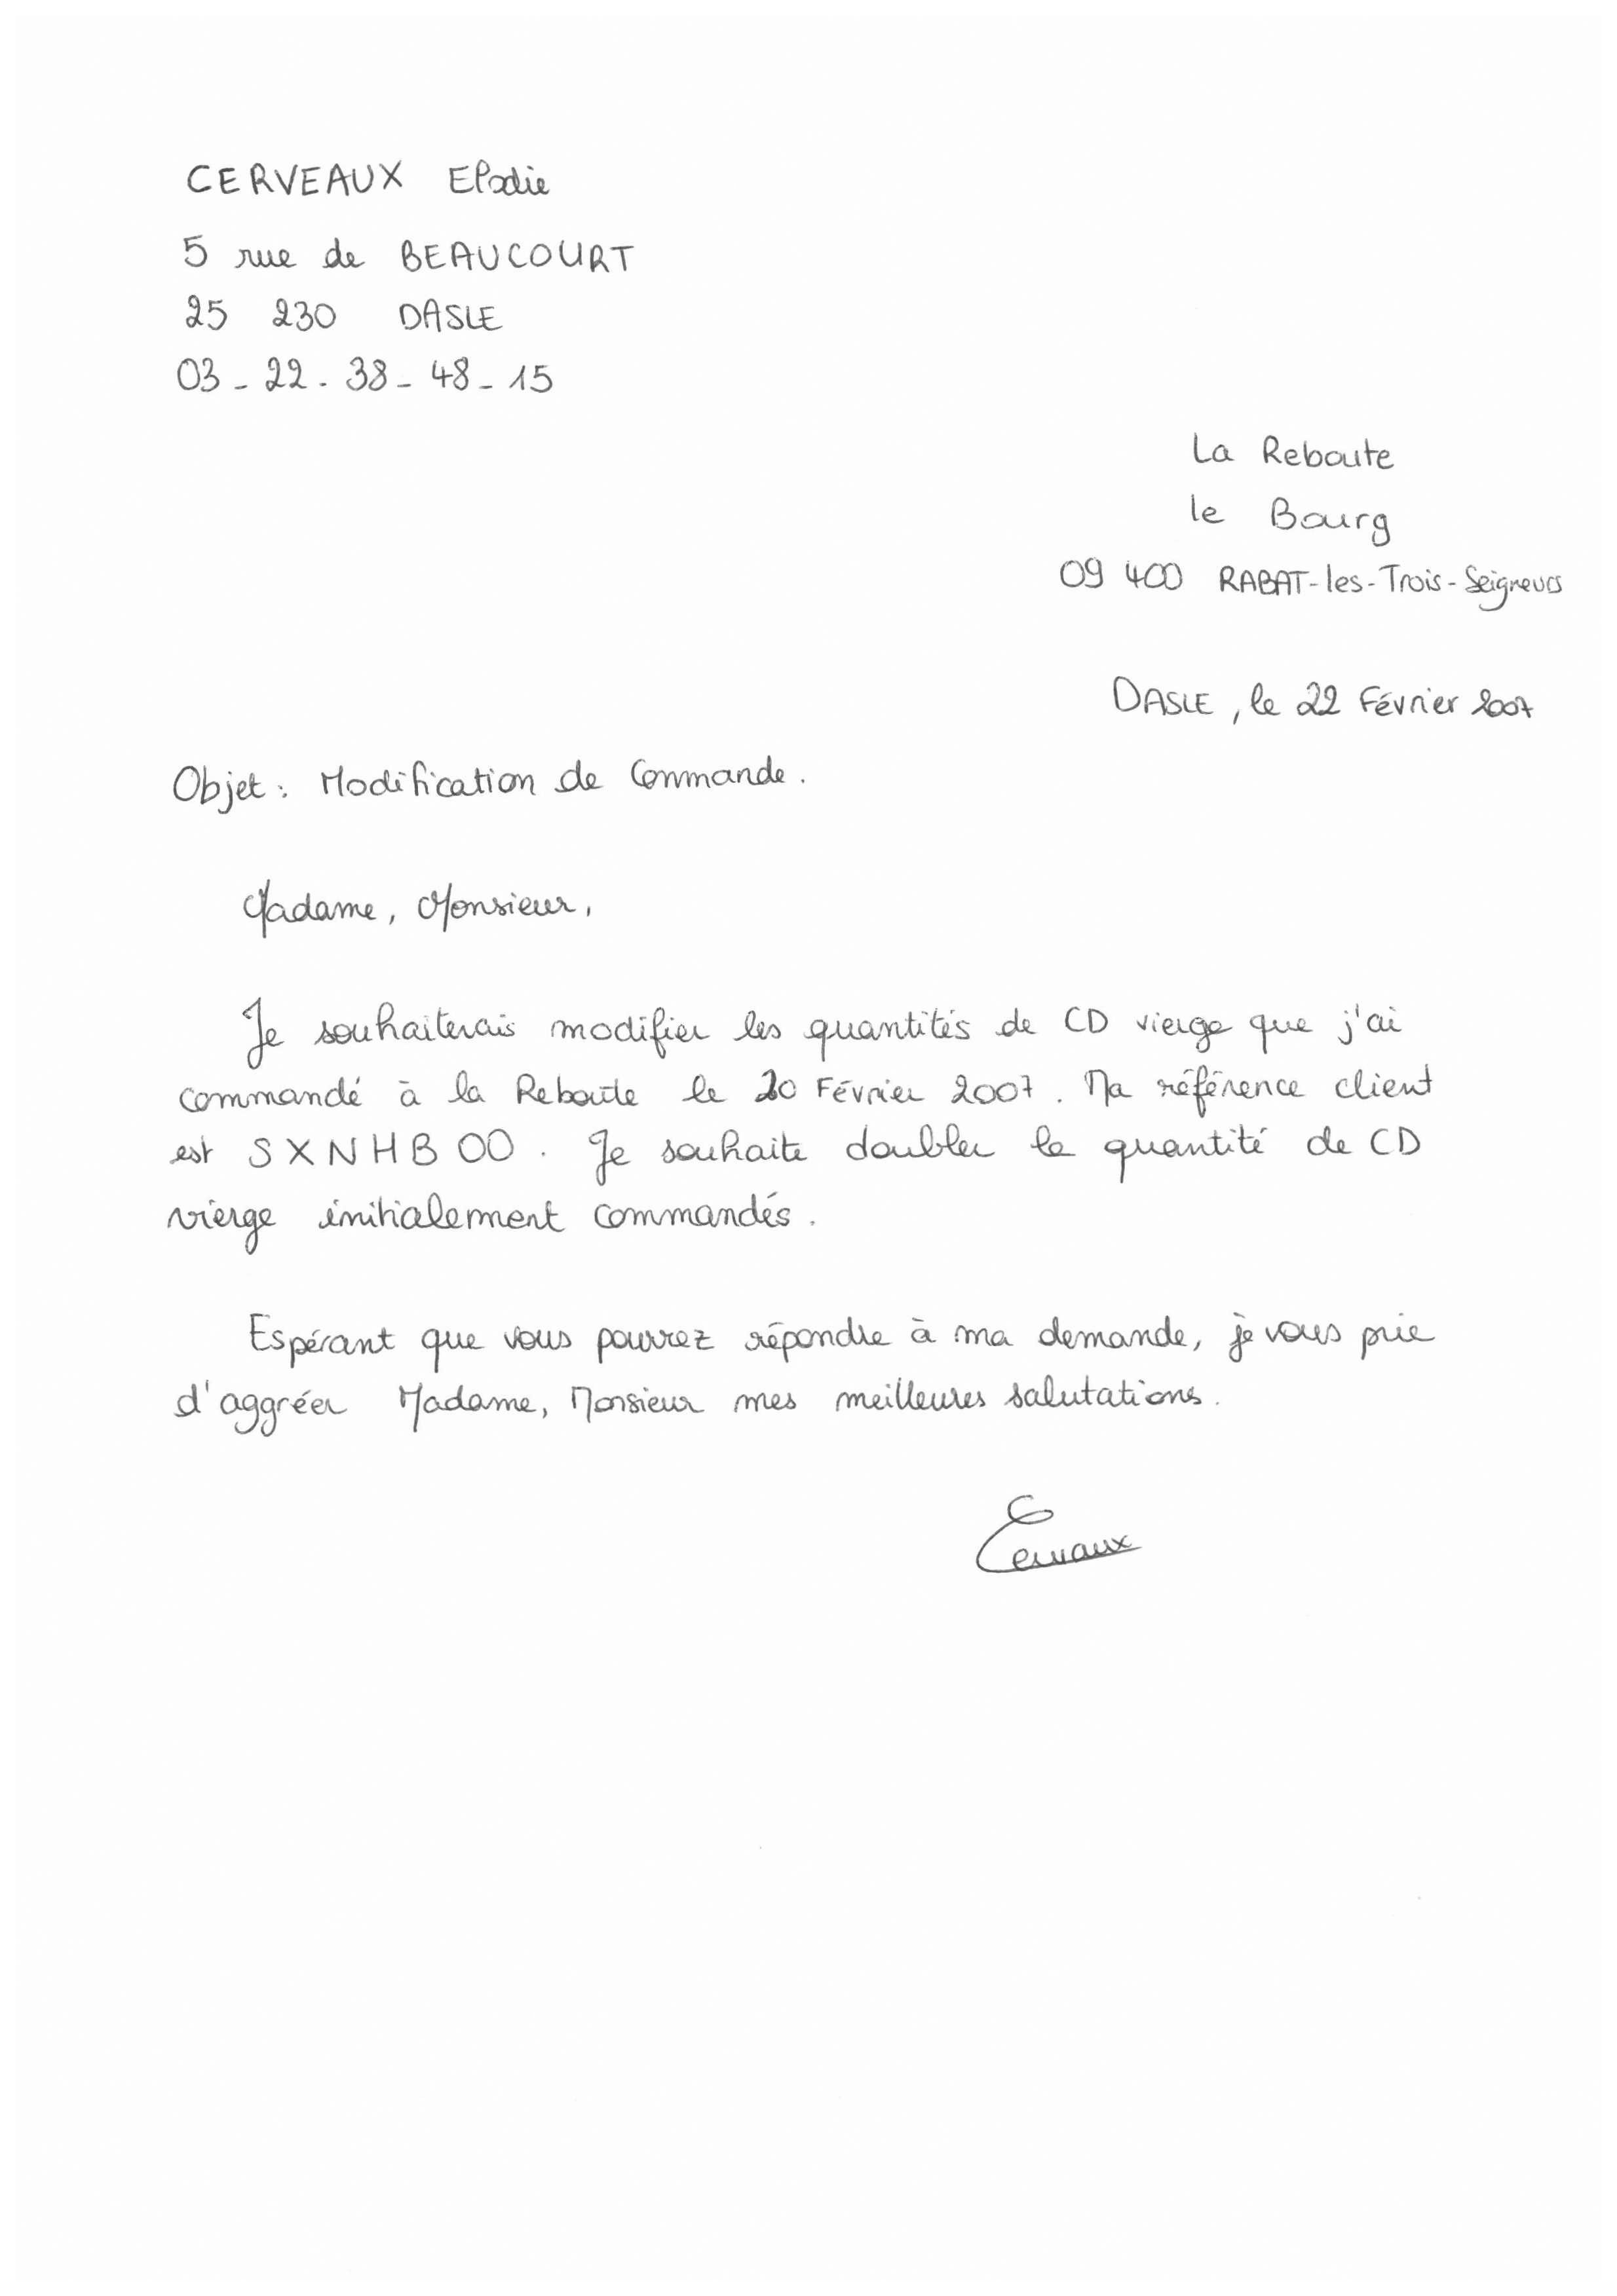 CERVEAUX Elodie
5 rue de BEAUCOURT
25 230 DASLE
03-22-38-48-15
La Reboute
le Bourg
09 400 RABAT-les-Trois-Seigneurs
DASLE, le 22 Février 2007
Objet : Modification de Commande.
Madame, Monsieur,
Je souhaiterais modifier les quantités de CD vierge que j'ai
commandé à la Reboute le 20 Février 2007. Ma référence client
est SXNHB00. Je souhaite doubler la quantité de CD
vierge initialement commandés.
Espérant que vous pourrez répondre à ma demande, je vous prie
d'aggréer Madame, Monsieur mes meilleures salutations.
Cervaux